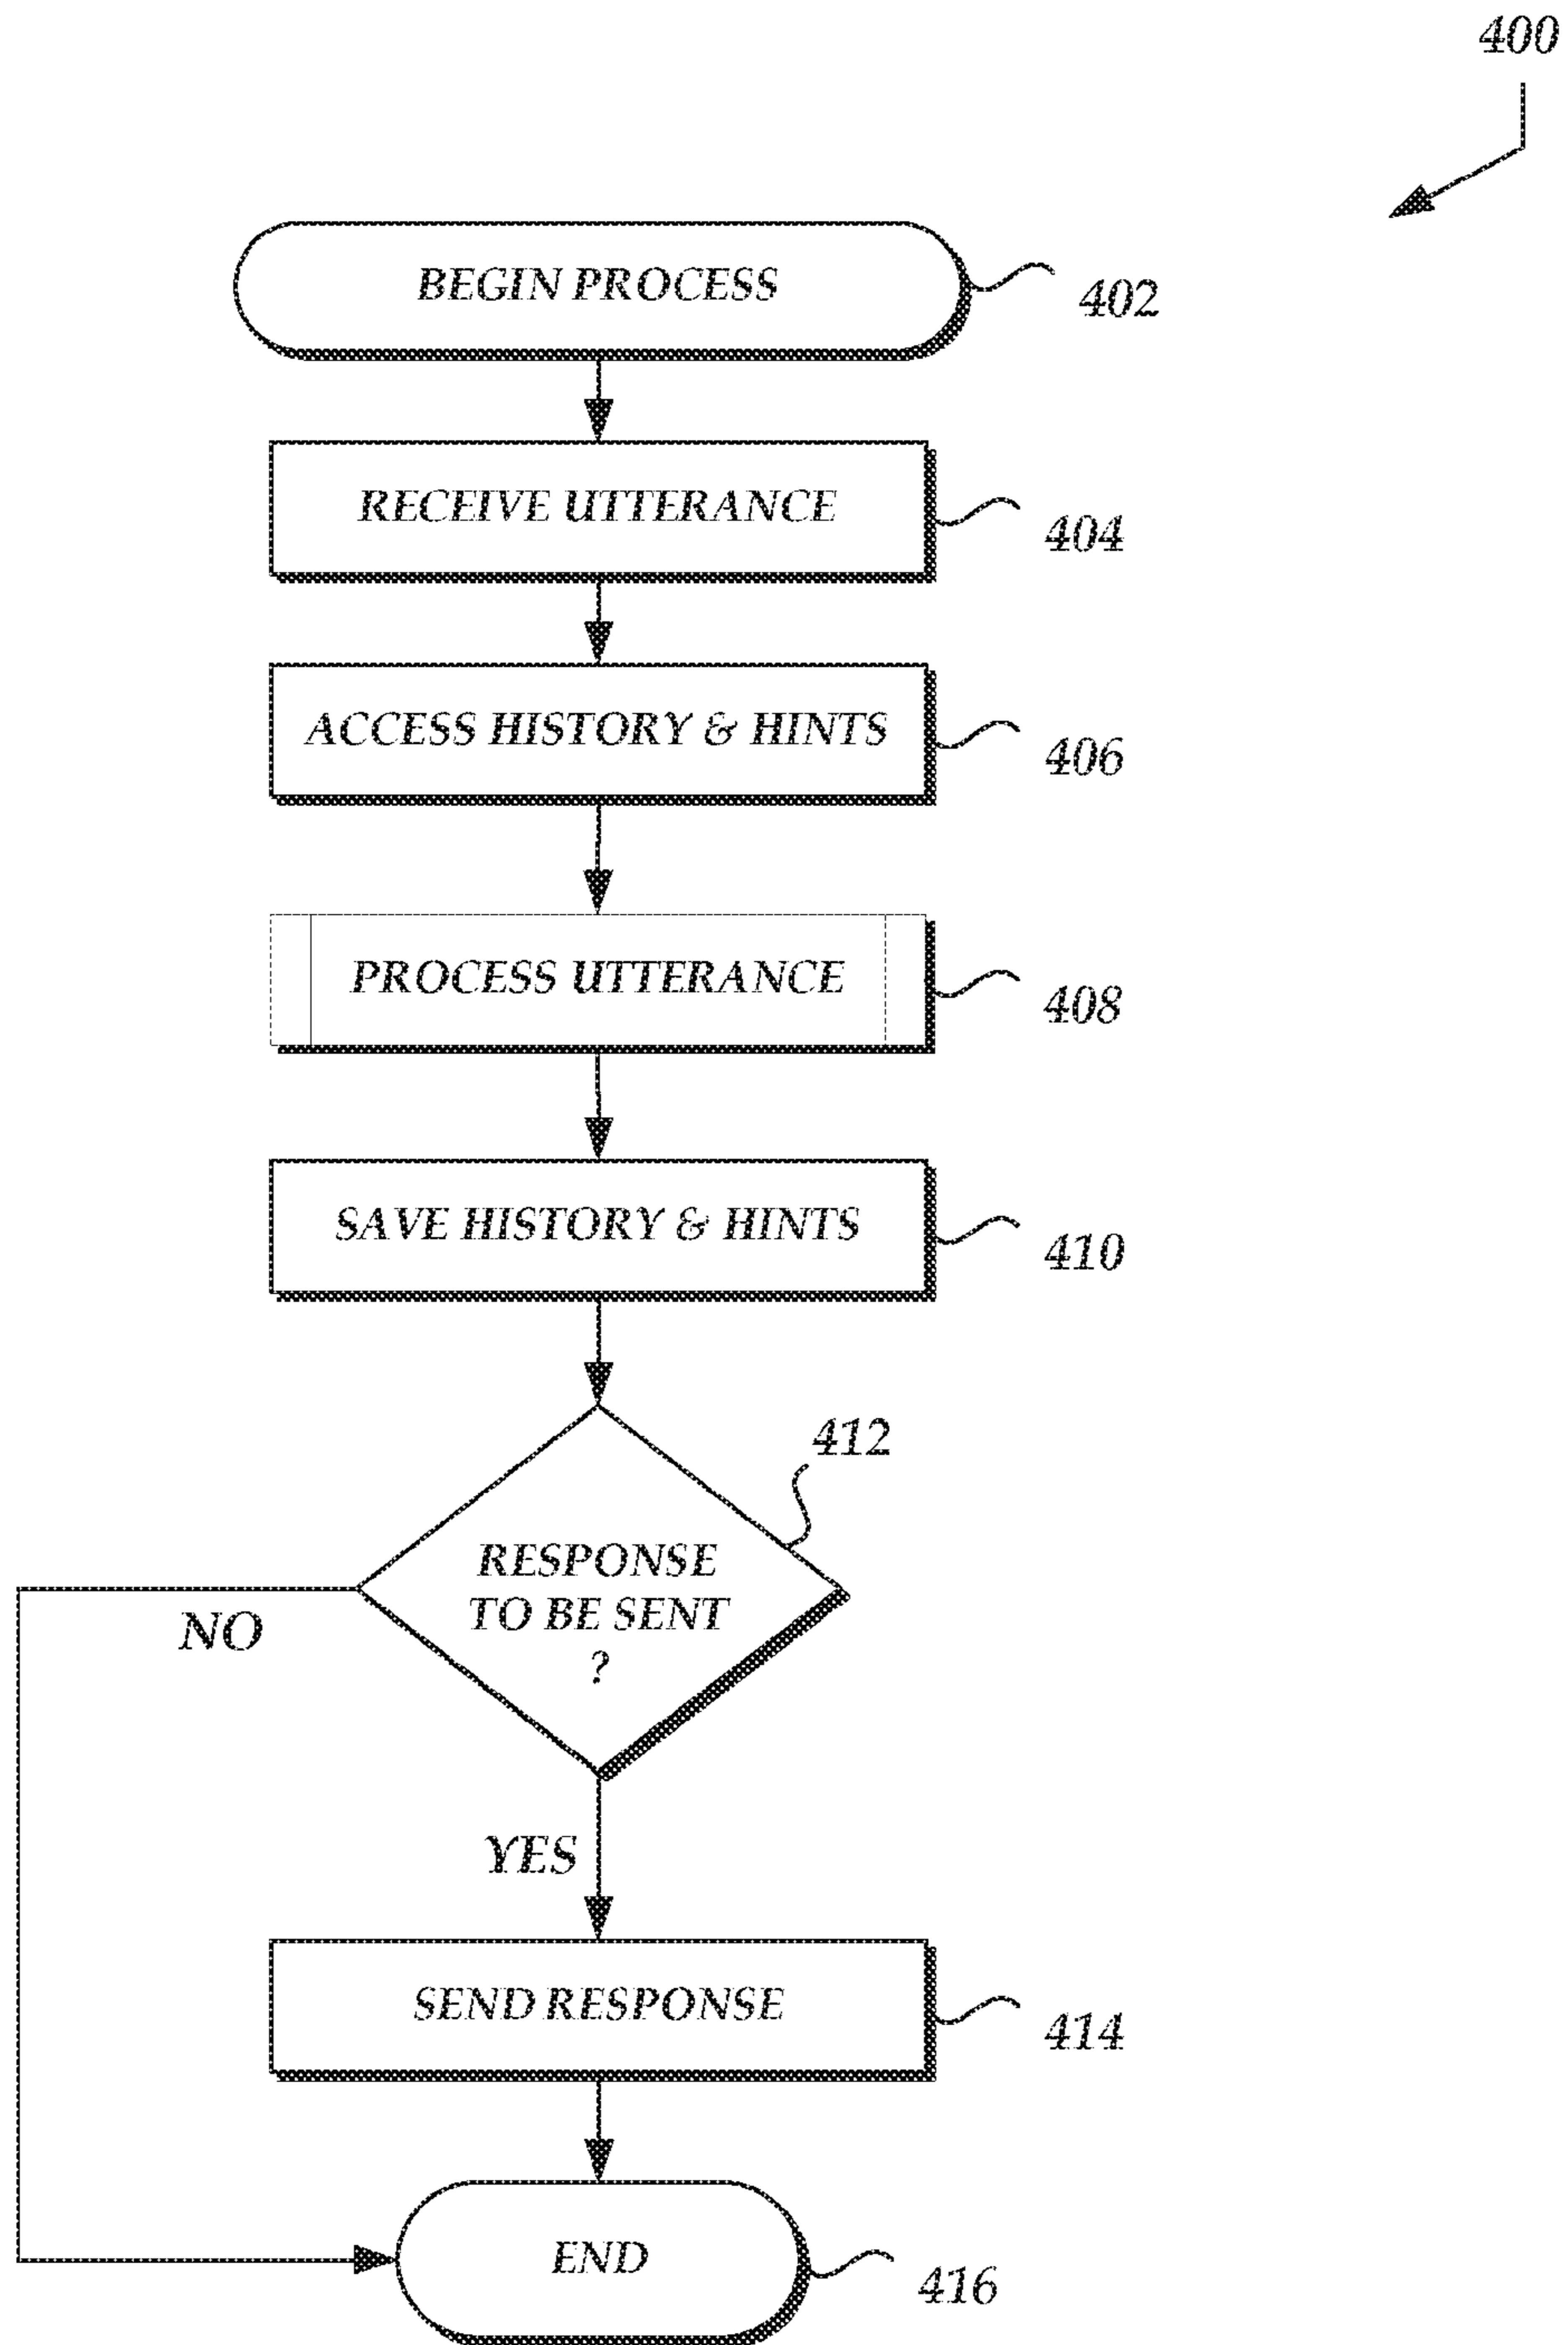 400
BEGIN PROCESS
402
RECEIVE UTTERANCE
404
ACCESS HISTORY & HINTS
406
PROCESS UTTERANCE
408
SAVE HISTORY & HINTS
410
412
RESPONSE
TO BE SENT
?
NO
YES
SEND RESPONSE
414
END
416